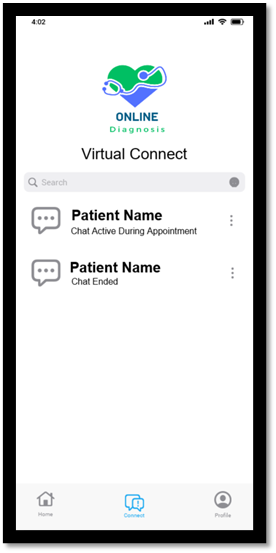 4:02
ONLINE
Diagnosis
Virtual Connect
Search
Patient Name
Chat Active During Appointment
Patient Name
Chat Ended
Home
Connect
Profile